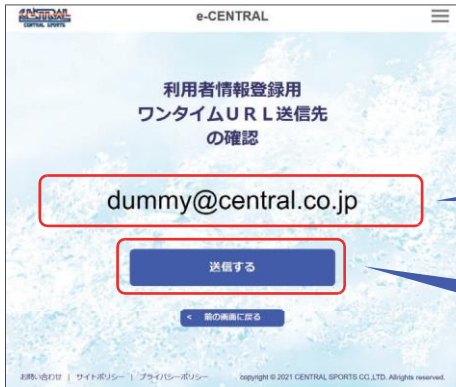 CENTRAL
CENTRAL SPORTS
e-CENTRAL
利用者情報登録用
ワンタイムＵＲＬ送信先
の確認
dummy@central.co.jp
送信する
< 前の画面に戻る
お問い合わせ | サイトポリシー | プライバシーポリシー copyright © 2021 CENTRAL SPORTS CO.,LTD. Allrights reserved.